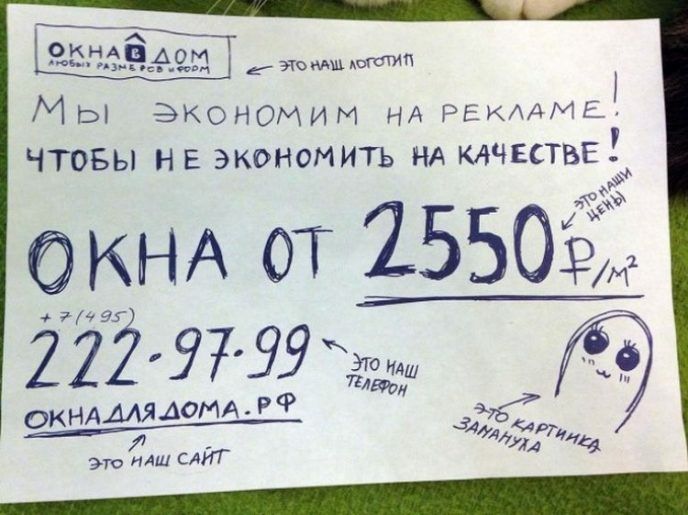 ОКНА В ДОМ
ЛЮБЫХ РАЗМЕРОВ и ФОРМ
ЭТО НАШ ЛОГОТИП
МЫ ЭКОНОМИМ НА РЕКЛАМЕ!
ЧТОБЫ НЕ ЭКОНОМИТЬ НА КАЧЕСТВЕ!
ЭТО НАШИ
ЦЕНЫ
ОКНА ОТ 2550 ₽/м²
+7(495)
222-97-99
ЭТО НАШ
ТЕЛЕФОН
ОКНАДЛЯДОМА.РФ
ЭТО НАШ САЙТ
ЭТО КАРТИНКА
ЗАМАНУХА